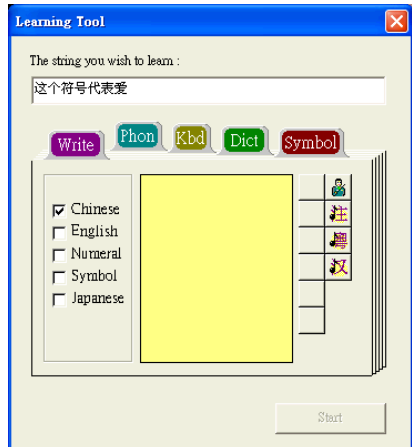 Learning Tool
The string you wish to learn :
这个符号代表爱
Write Phon Kbd Dict Symbol
Chinese
English
Numeral
Symbol
Japanese
注
粤
汉
Start